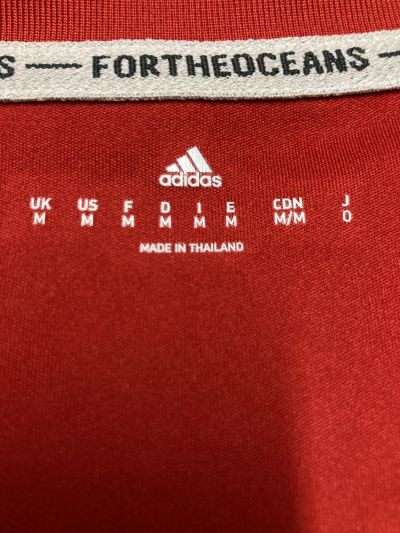 S — FORTHEOCEANS —
adidas
UK US F D I E CDN J
M M M M M M M/M O
MADE IN THAILAND